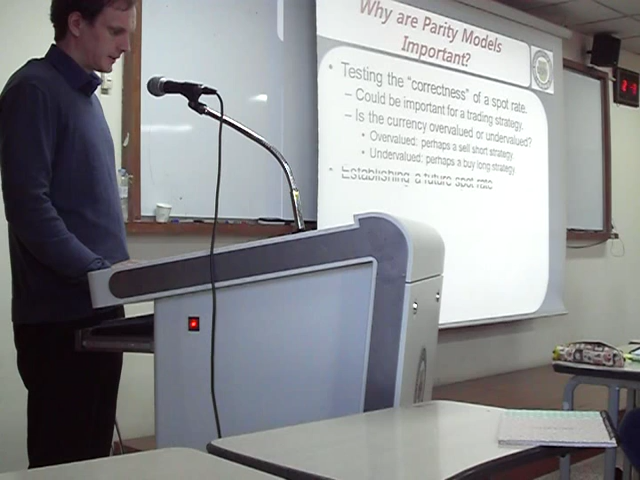 Why are Parity Models
Important?
• Testing the "correctness" of a spot rate.
– Could be important for a trading strategy.
– Is the currency overvalued or undervalued?
• Overvalued: perhaps a sell short strategy
• Undervalued: perhaps a buy long strategy
• Establishing a future spot rate